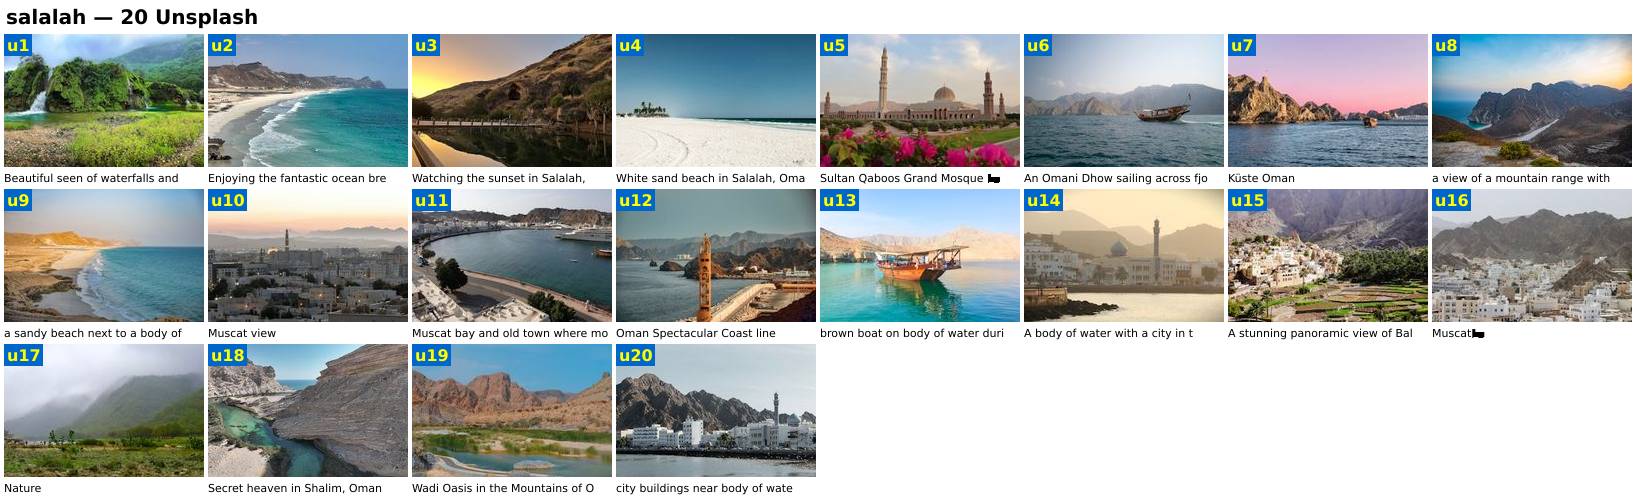 salalah — 20 Unsplash
u1 u2 u3 u4 u5 u6 u7 u8
Beautiful seen of waterfalls and
Enjoying the fantastic ocean bre
Watching the sunset in Salalah,
White sand beach in Salalah, Oma
Sultan Qaboos Grand Mosque
An Omani Dhow sailing across fjo
Küste Oman
a view of a mountain range with
u9 u10 u11 u12 u13 u14 u15 u16
a sandy beach next to a body of
Muscat view
Muscat bay and old town where mo
Oman Spectacular Coast line
brown boat on body of water duri
A body of water with a city in t
A stunning panoramic view of Bal
Muscat
u17 u18 u19 u20
Nature
Secret heaven in Shalim, Oman
Wadi Oasis in the Mountains of O
city buildings near body of wate